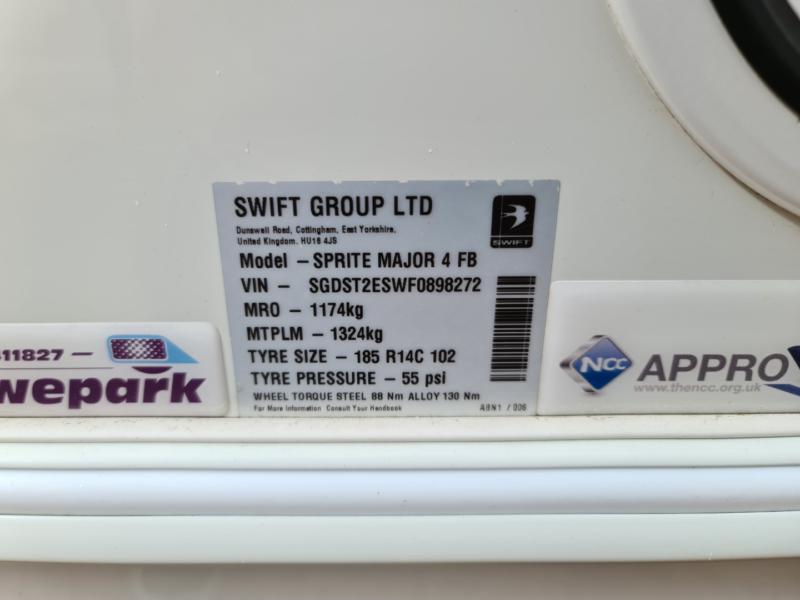 SWIFT GROUP LTD
Dunswell Road, Cottingham, East Yorkshire,
United Kingdom. HU16 4JS
SWIFT
Model – SPRITE MAJOR 4 FB
VIN – SGDST2ESWF0898272
MRO – 1174kg
MTPLM – 1324kg
TYRE SIZE – 185 R14C 102
TYRE PRESSURE – 55 psi
WHEEL TORQUE STEEL 88 Nm ALLOY 130 Nm
For More Information Consult Your Handbook
ABN1 / 006
411827 –
wepark
NCC
APPRO
www.thencc.org.uk